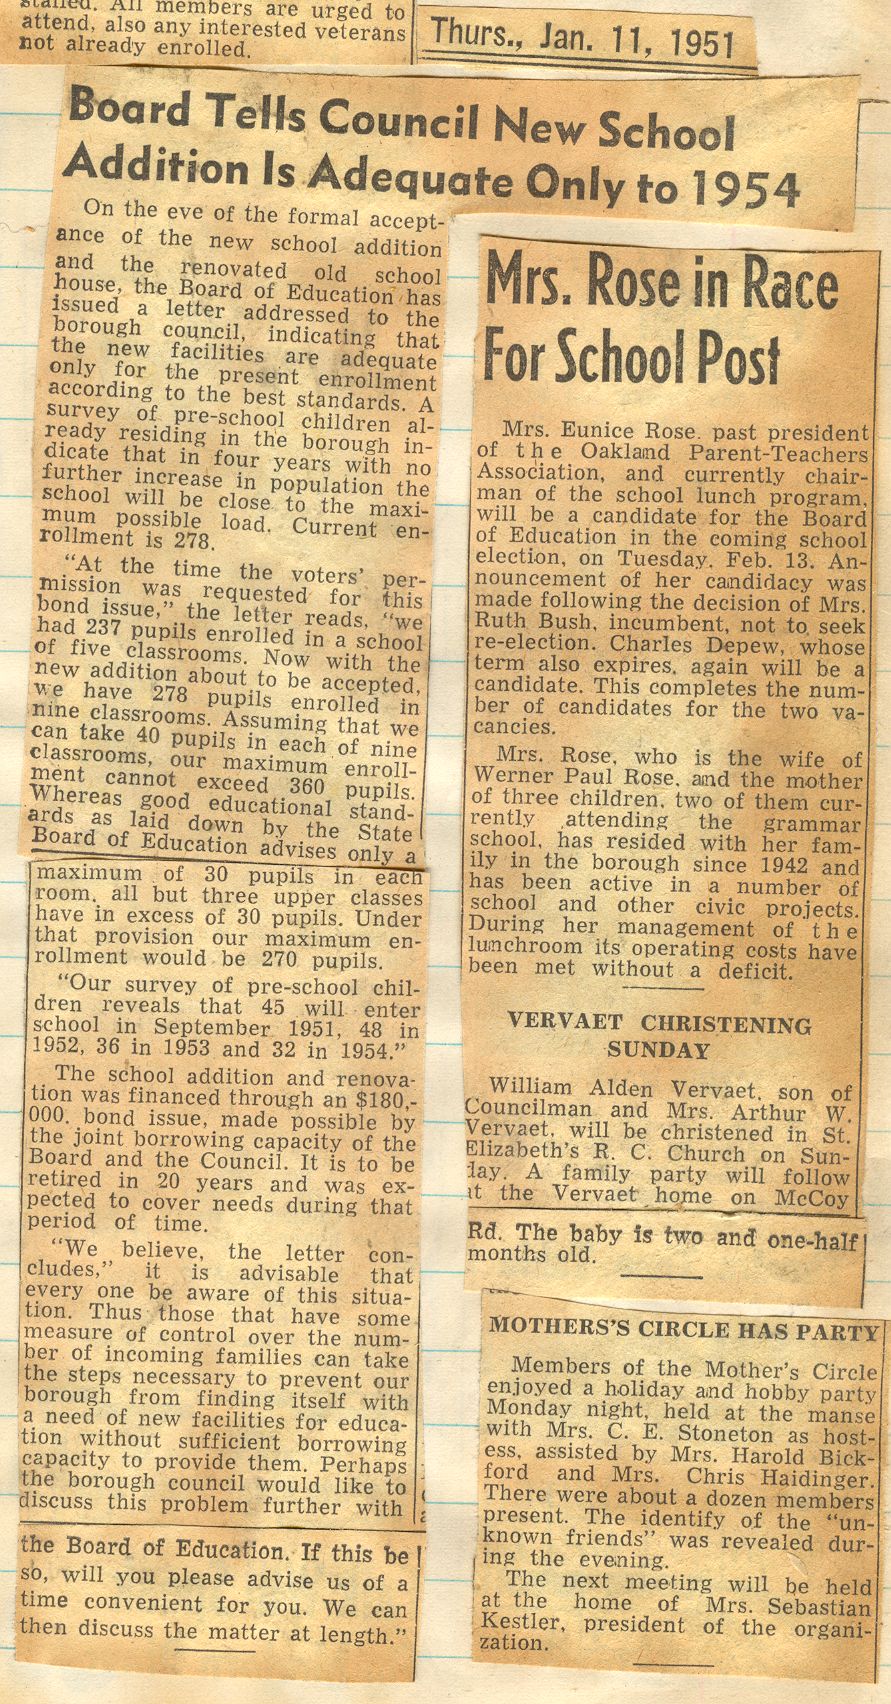 stalled. All members are urged to
attend, also any interested veterans
not already enrolled.
Thurs., Jan. 11, 1951
Board Tells Council New School
Addition Is Adequate Only to 1954
On the eve of the formal accept-
ance of the new school addition
and the renovated old school
house, the Board of Education has
issued a letter addressed to the
borough council, indicating that
the new facilities are adequate
only for the present enrollment
according to the best standards. A
survey of pre-school children al-
ready residing in the borough in-
dicate that in four years with no
further increase in population the
school will be close to the maxi-
mum possible load. Current en-
rollment is 278.
"At the time the voters' per-
mission was requested for this
bond issue," the letter reads, "we
had 237 pupils enrolled in a school
of five classrooms. Now with the
new addition about to be accepted,
we have 278 pupils enrolled in
nine classrooms. Assuming that we
can take 40 pupils in each of nine
classrooms, our maximum enroll-
ment cannot exceed 360 pupils.
Whereas good educational stand-
ards as laid down by the State
Board of Education advises only a
maximum of 30 pupils in each
room, all but three upper classes
have in excess of 30 pupils. Under
that provision our maximum en-
rollment would be 270 pupils.
"Our survey of pre-school chil-
dren reveals that 45 will enter
school in September 1951, 48 in
1952, 36 in 1953 and 32 in 1954."
The school addition and renova-
tion was financed through an $180,-
000. bond issue, made possible by
the joint borrowing capacity of the
Board and the Council. It is to be
retired in 20 years and was ex-
pected to cover needs during that
period of time.
"We believe, the letter con-
cludes," it is advisable that
every one be aware of this situa-
tion. Thus those that have some
measure of control over the num-
ber of incoming families can take
the steps necessary to prevent our
borough from finding itself with
a need of new facilities for educa-
tion without sufficient borrowing
capacity to provide them. Perhaps
the borough council would like to
discuss this problem further with
the Board of Education. If this be
so, will you please advise us of a
time convenient for you. We can
then discuss the matter at length."
Mrs. Rose in Race
For School Post
Mrs. Eunice Rose, past president
of the Oakland Parent-Teachers
Association, and currently chair-
man of the school lunch program,
will be a candidate for the Board
of Education in the coming school
election, on Tuesday, Feb. 13. An-
nouncement of her candidacy was
made following the decision of Mrs.
Ruth Bush, incumbent, not to seek
re-election. Charles Depew, whose
term also expires, again will be a
candidate. This completes the num-
ber of candidates for the two va-
cancies.
Mrs. Rose, who is the wife of
Werner Paul Rose, and the mother
of three children, two of them cur-
rently attending the grammar
school, has resided with her fam-
ily in the borough since 1942 and
has been active in a number of
school and other civic projects.
During her management of the
lunchroom its operating costs have
been met without a deficit.
VERVAET CHRISTENING
SUNDAY
William Alden Vervaet, son of
Councilman and Mrs. Arthur W.
Vervaet, will be christened in St.
Elizabeth's R. C. Church on Sun-
day. A family party will follow
at the Vervaet home on McCoy
Rd. The baby is two and one-half
months old.
MOTHERS'S CIRCLE HAS PARTY
Members of the Mother's Circle
enjoyed a holiday and hobby party
Monday night, held at the manse
with Mrs. C. E. Stoneton as host-
ess, assisted by Mrs. Harold Bick-
ford and Mrs. Chris Haidinger.
There were about a dozen members
present. The identify of the "un-
known friends" was revealed dur-
ing the evening.
The next meeting will be held
at the home of Mrs. Sebastian
Kestler, president of the organi-
zation.